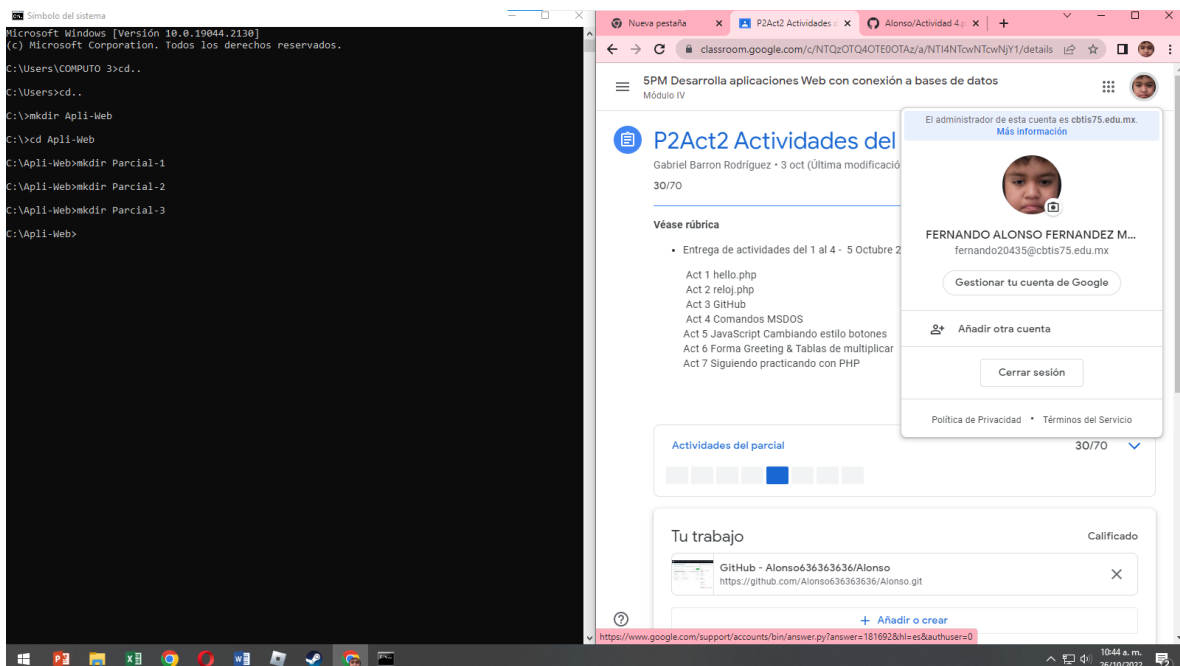 Símbolo del sistema
Microsoft Windows [Versión 10.0.19044.2130]
(c) Microsoft Corporation. Todos los derechos reservados.
C:\Users\COMPUTO 3>cd..
C:\Users>cd..
C:\>mkdir Apli-Web
C:\>cd Apli-Web
C:\Apli-Web>mkdir Parcial-1
C:\Apli-Web>mkdir Parcial-2
C:\Apli-Web>mkdir Parcial-3
C:\Apli-Web>
Nueva pestaña
P2Act2 Actividades d
Alonso/Actividad 4.p
classroom.google.com/c/NTQzOTQ4OTE0OTAz/a/NTI4NTcwNTcwNjY1/details
5PM Desarrolla aplicaciones Web con conexión a bases de datos
Módulo IV
P2Act2 Actividades del
Gabriel Barron Rodríguez • 3 oct (Última modificació
30/70
Véase rúbrica
Entrega de actividades del 1 al 4 - 5 Octubre 2
Act 1 hello.php
Act 2 reloj.php
Act 3 GitHub
Act 4 Comandos MSDOS
Act 5 JavaScript Cambiando estilo botones
Act 6 Forma Greeting & Tablas de multiplicar
Act 7 Siguiendo practicando con PHP
El administrador de esta cuenta es cbtis75.edu.mx.
Más información
FERNANDO ALONSO FERNANDEZ M...
fernando20435@cbtis75.edu.mx
Gestionar tu cuenta de Google
Añadir otra cuenta
Cerrar sesión
Política de Privacidad • Términos del Servicio
Actividades del parcial 30/70
Tu trabajo Calificado
GitHub - Alonso636363636/Alonso
https://github.com/Alonso636363636/Alonso.git
+ Añadir o crear
https://www.google.com/support/accounts/bin/answer.py?answer=181692&hl=es&authuser=0
10:44 a. m.
26/10/2022